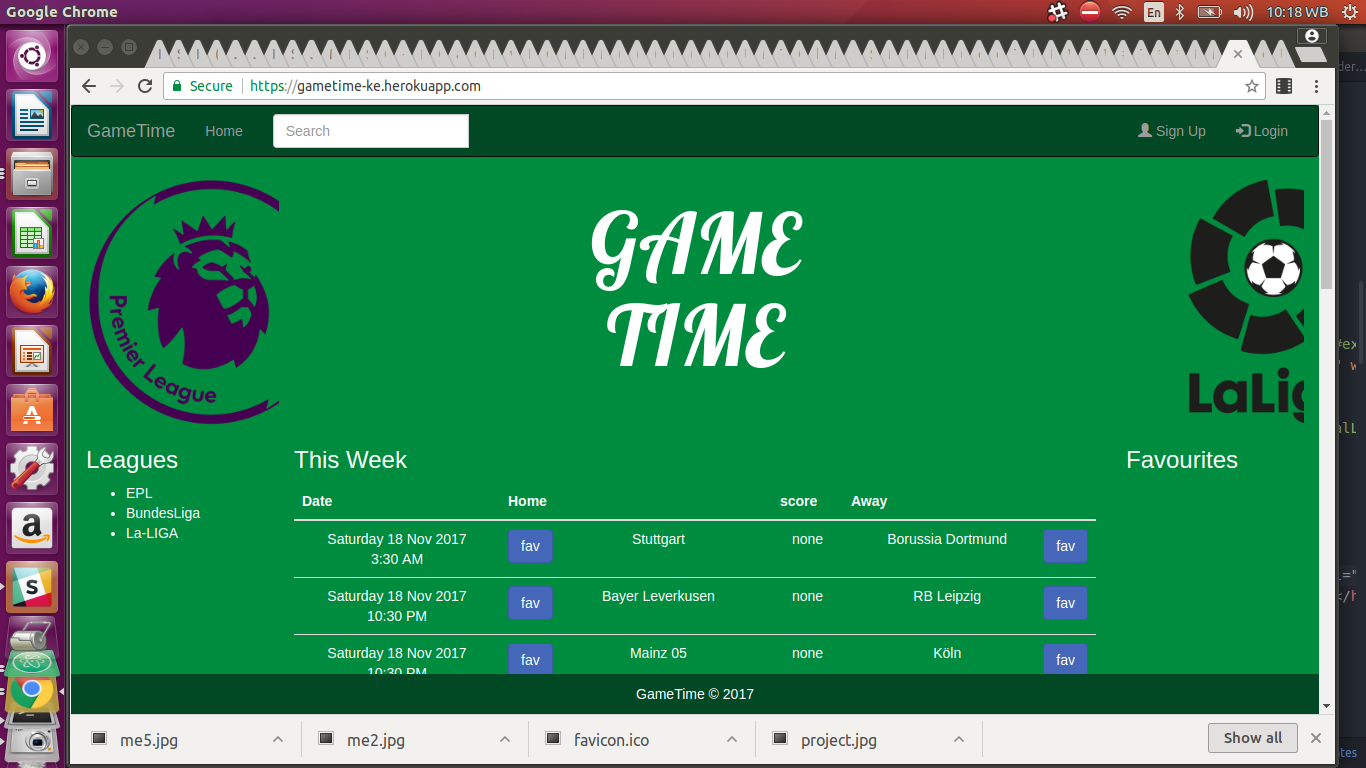 Google Chrome
En
10:18 WB
Secure
https://gametime-ke.herokuapp.com
GameTime
Home
Search
Sign Up
Login
Premier League
GAME
TIME
LaLig
Leagues
EPL
BundesLiga
La-LIGA
This Week
Favourites
Date Home score Away
Saturday 18 Nov 2017
3:30 AM
fav
Stuttgart
none
Borussia Dortmund
fav
Saturday 18 Nov 2017
10:30 PM
fav
Bayer Leverkusen
none
RB Leipzig
fav
Saturday 18 Nov 2017
10:30 PM
fav
Mainz 05
none
Köln
fav
GameTime © 2017
me5.jpg
me2.jpg
favicon.ico
project.jpg
Show all